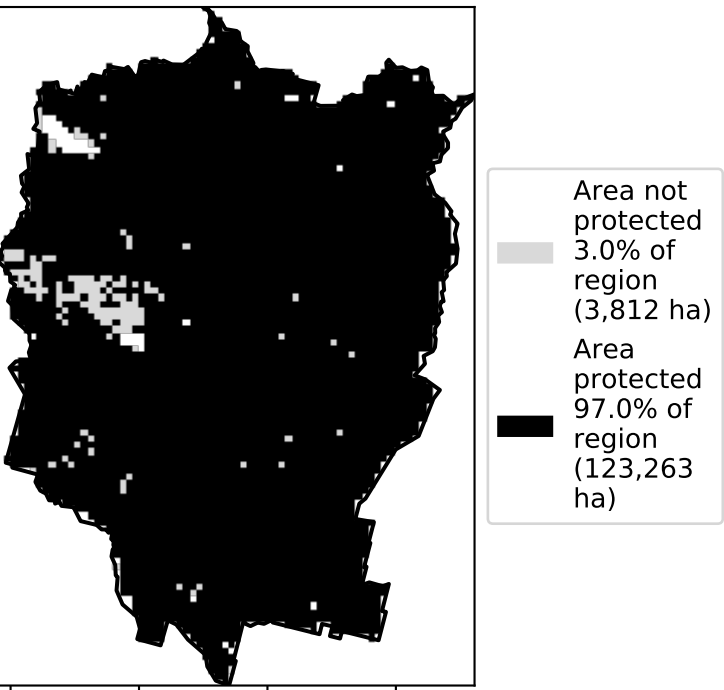 Area not
protected
3.0% of
region
(3,812 ha)
Area
protected
97.0% of
region
(123,263
ha)